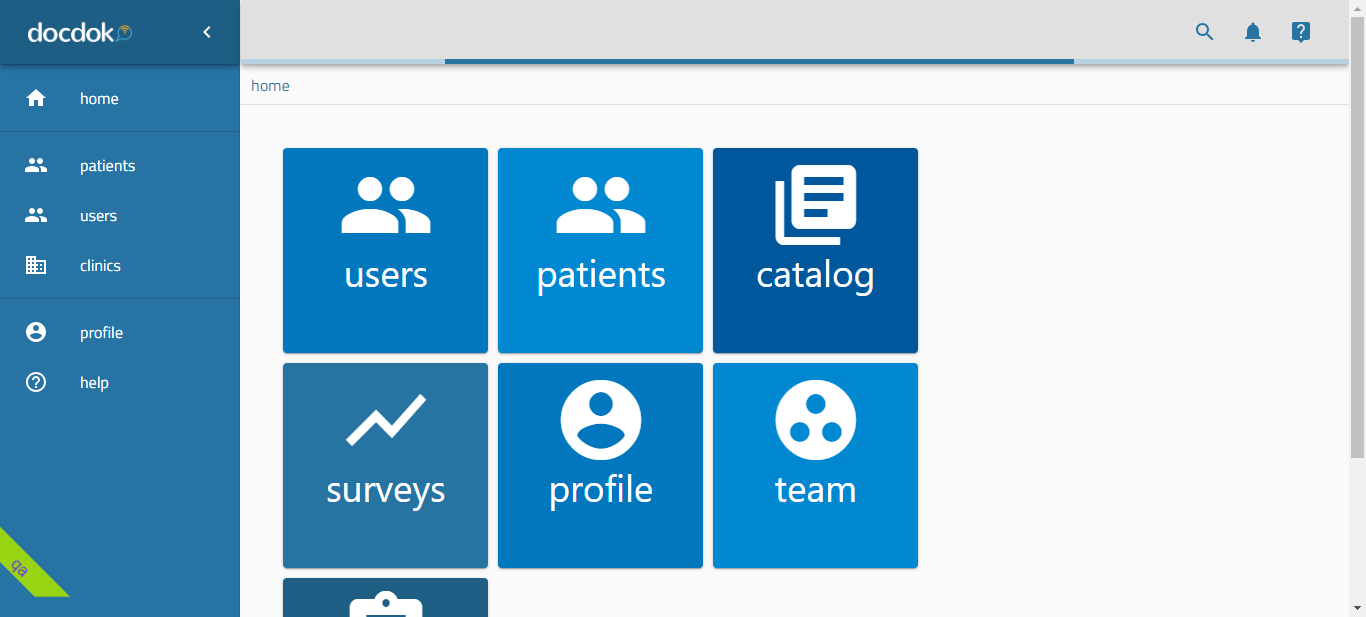 docdok
home
patients
users
clinics
profile
help
qa
home
users
patients
catalog
surveys
profile
team